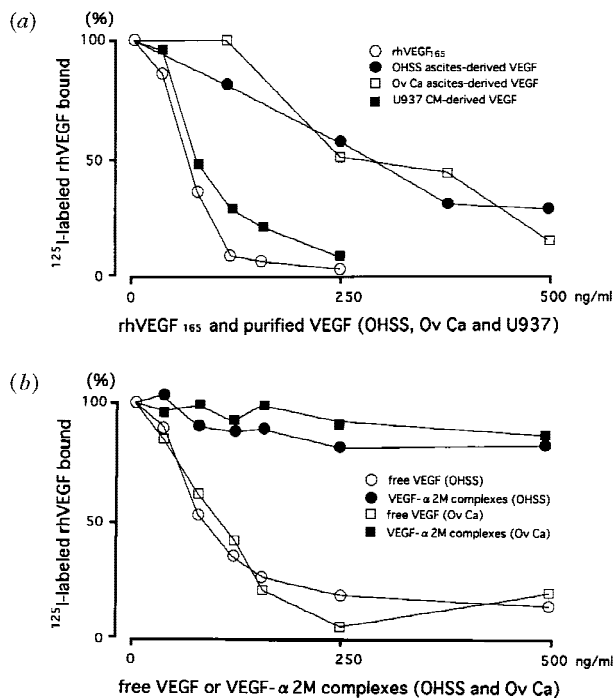 (a)
(%)
100
50
0
¹²⁵I-labeled rhVEGF bound
rhVEGF₁₆₅
OHSS ascites-derived VEGF
Ov Ca ascites-derived VEGF
U937 CM-derived VEGF
0 250 500 ng/ml
rhVEGF ₁₆₅ and purified VEGF (OHSS, Ov Ca and U937)
(b)
(%)
100
50
0
¹²⁵I-labeled rhVEGF bound
free VEGF (OHSS)
VEGF-α 2M complexes (OHSS)
free VEGF (Ov Ca)
VEGF-α 2M complexes (Ov Ca)
0 250 500 ng/ml
free VEGF or VEGF-α 2M complexes (OHSS and Ov Ca)